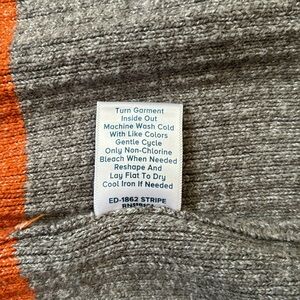 Turn Garment
Inside Out
Machine Wash Cold
With Like Colors
Gentle Cycle
Only Non-Chlorine
Bleach When Needed
Reshape And
Lay Flat To Dry
Cool Iron If Needed
ED-1862 STRIPE